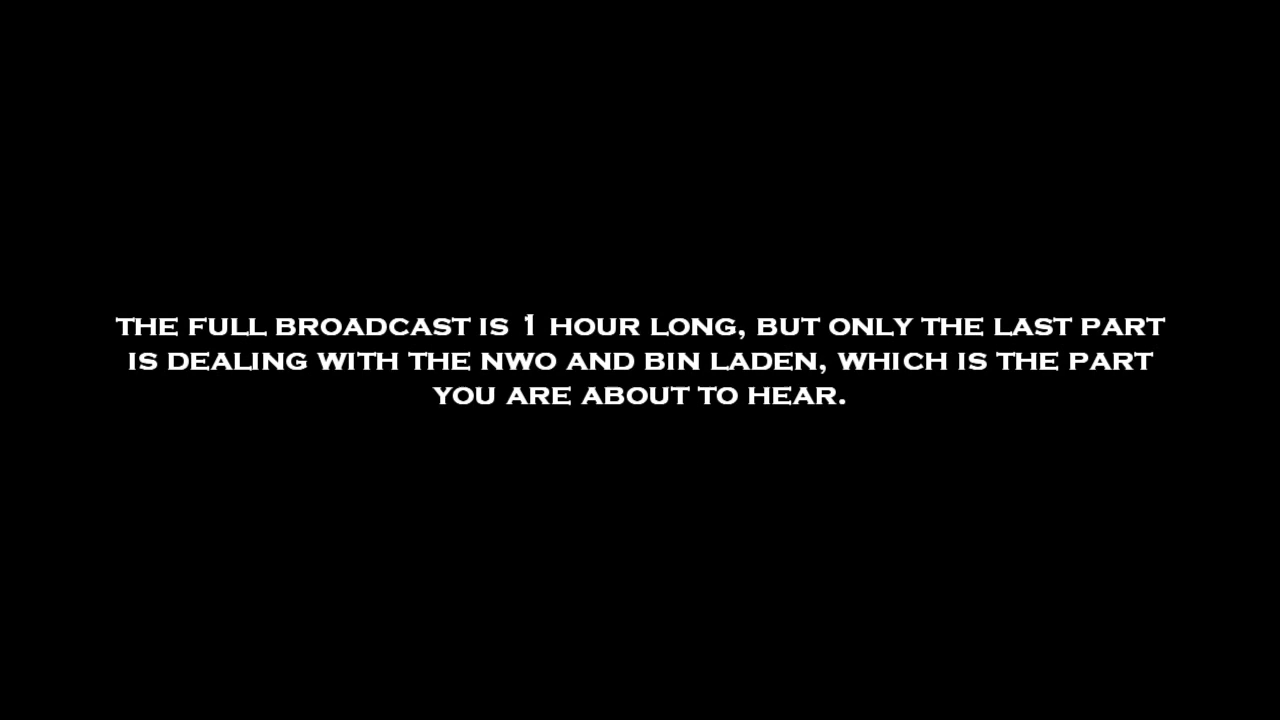 THE FULL BROADCAST IS 1 HOUR LONG, BUT ONLY THE LAST PART
IS DEALING WITH THE NWO AND BIN LADEN, WHICH IS THE PART
YOU ARE ABOUT TO HEAR.